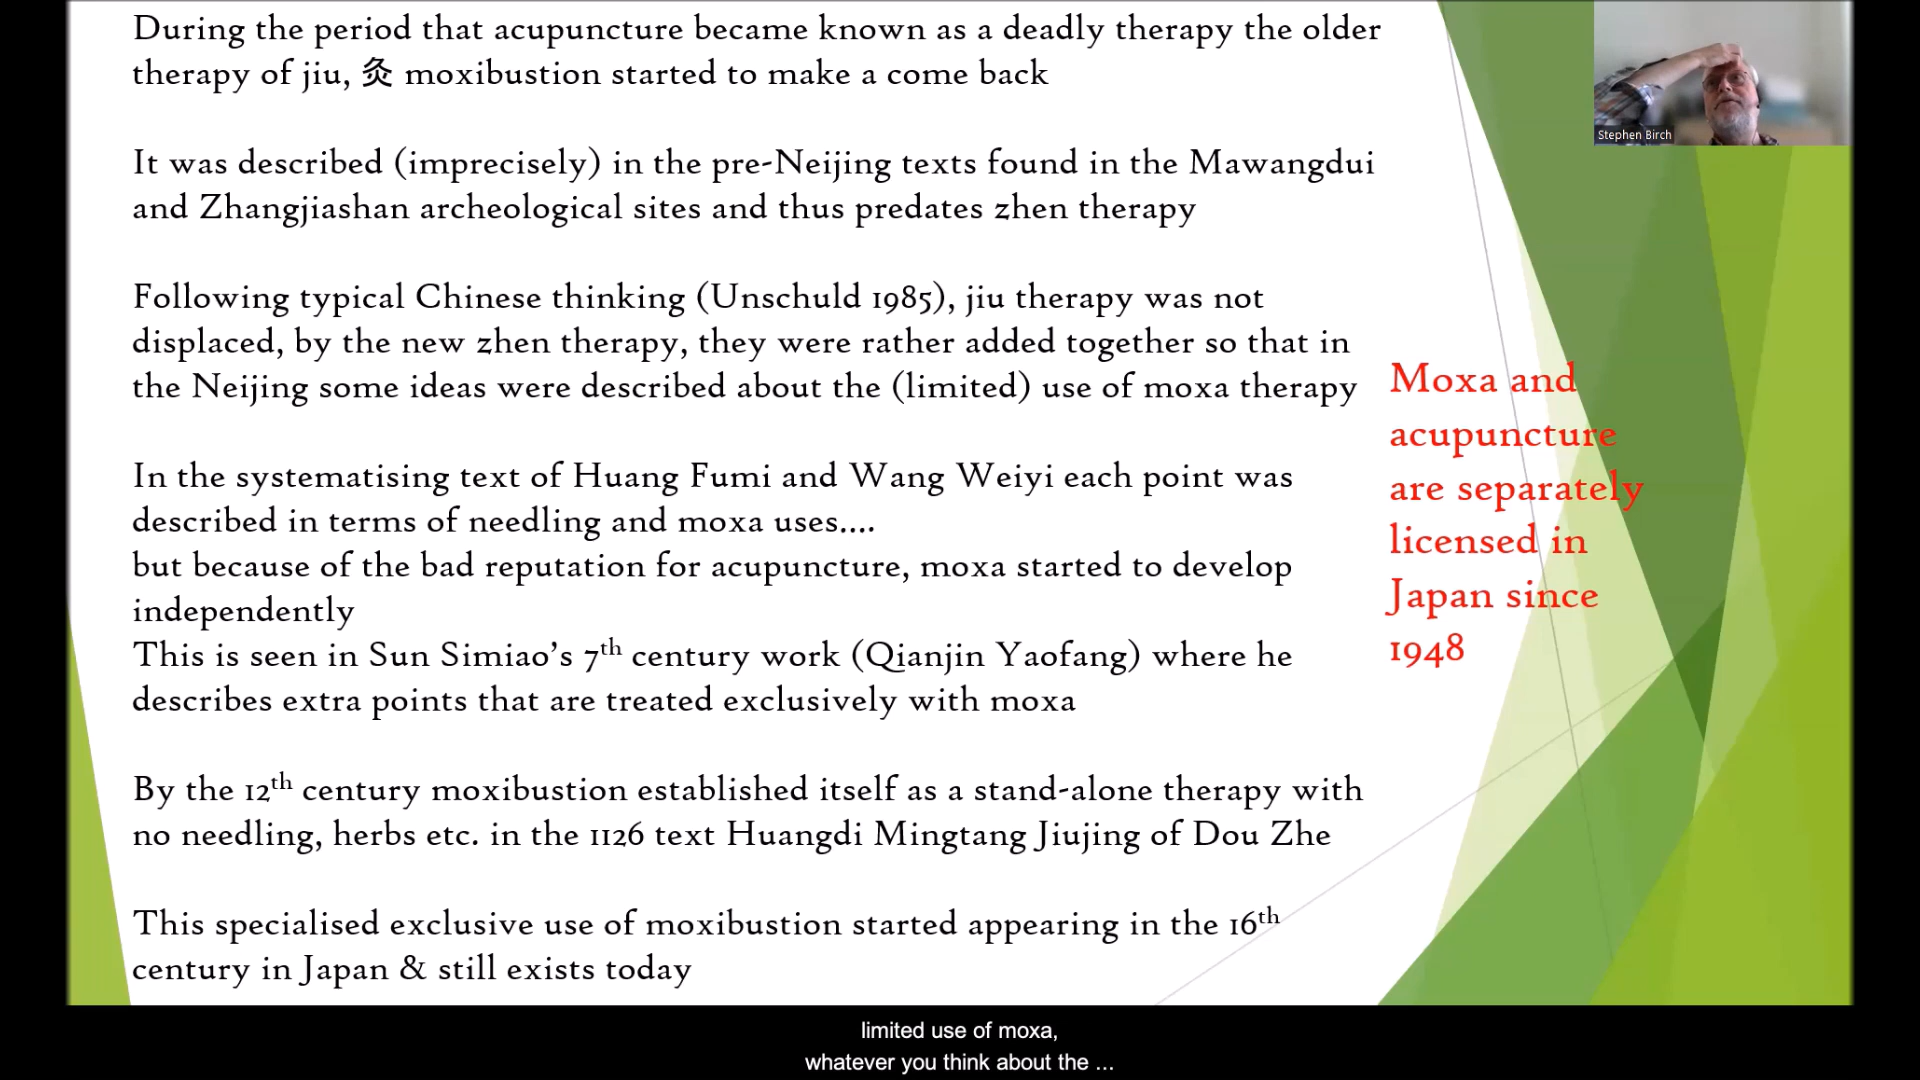 During the period that acupuncture became known as a deadly therapy the older
therapy of jiu, 灸 moxibustion started to make a come back
It was described (imprecisely) in the pre-Neijing texts found in the Mawangdui
and Zhangjiashan archeological sites and thus predates zhen therapy
Following typical Chinese thinking (Unschuld 1985), jiu therapy was not
displaced, by the new zhen therapy, they were rather added together so that in
the Neijing some ideas were described about the (limited) use of moxa therapy
In the systematising text of Huang Fumi and Wang Weiyi each point was
described in terms of needling and moxa uses....
but because of the bad reputation for acupuncture, moxa started to develop
independently
This is seen in Sun Simiao’s 7th century work (Qianjin Yaofang) where he
describes extra points that are treated exclusively with moxa
By the 12th century moxibustion established itself as a stand-alone therapy with
no needling, herbs etc. in the 1126 text Huangdi Mingtang Jiujing of Dou Zhe
This specialised exclusive use of moxibustion started appearing in the 16th
century in Japan & still exists today
Moxa and
acupuncture
are separately
licensed in
Japan since
1948
Stephen Birch
limited use of moxa,
whatever you think about the ...